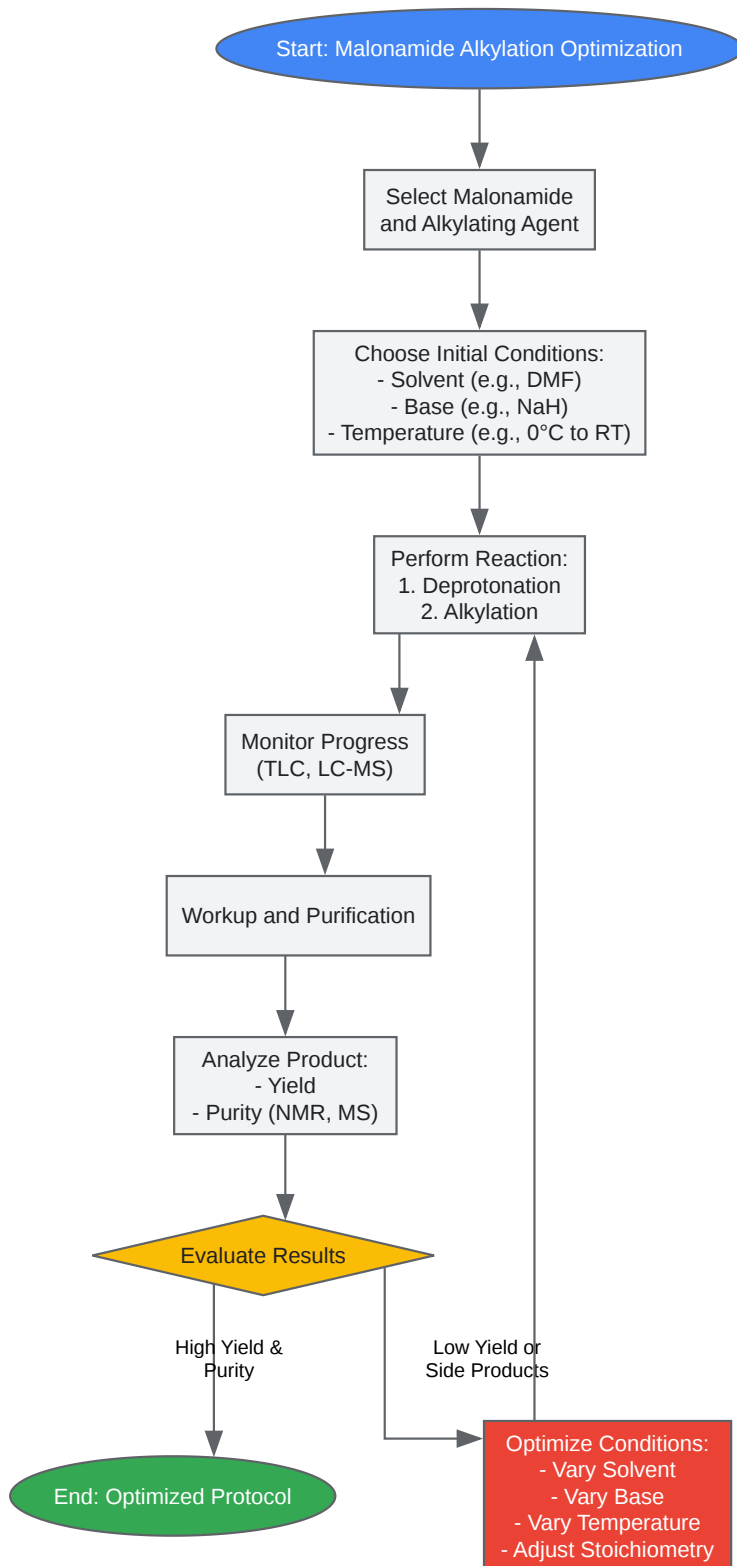 Start: Malonamide Alkylation Optimization
Select Malonamide
and Alkylating Agent
Choose Initial Conditions:
- Solvent (e.g., DMF)
- Base (e.g., NaH)
- Temperature (e.g., 0°C to RT)
Perform Reaction:
1. Deprotonation
2. Alkylation
Monitor Progress
(TLC, LC-MS)
Workup and Purification
Analyze Product:
- Yield
- Purity (NMR, MS)
Evaluate Results
High Yield &
Purity
Low Yield or
Side Products
End: Optimized Protocol
Optimize Conditions:
- Vary Solvent
- Vary Base
- Vary Temperature
- Adjust Stoichiometry